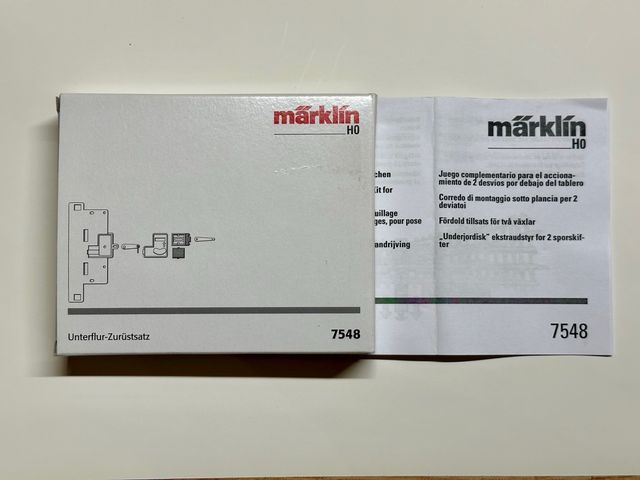 märklin
H0
Unterflur-Zurüstsatz
7548
märklin
H0
chen
Kit for
uillage
ges, pour pose
andrijving
Juego complementario para el acciona-
miento de 2 desvios por debajo del tablero
Corredo di montaggio sotto plancia per 2
deviatoi
Fördold tillsats för två växlar
„Underjordisk” ekstraudstyr for 2 sporskif-
ter
7548